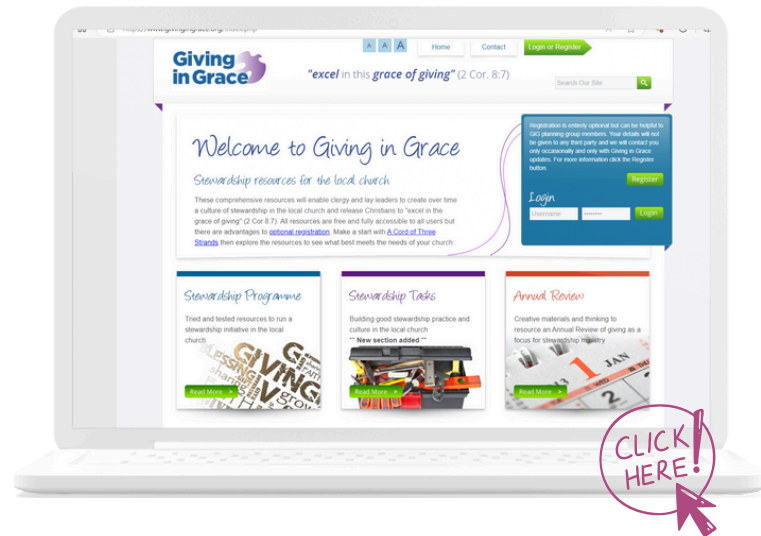 https://www.givingingrace.org/index.php
Giving
in Grace
A A A
Home
Contact
Login or Register
"excel in this grace of giving" (2 Cor. 8:7)
Search Our Site
Welcome to Giving in Grace
Stewardship resources for the local church
These comprehensive resources will enable clergy and lay leaders to create over time
a culture of stewardship in the local church and release Christians to "excel in the
grace of giving" (2 Cor 8:7). All resources are free and fully accessible to all users but
there are advantages to optional registration. Make a start with A Cord of Three
Strands then explore the resources to see what best meets the needs of your church
Registration is entirely optional but can be helpful to
GIG planning group members. Your details will not
be given to any third party and we will contact you
only occasionally and only with Giving in Grace
updates. For more information click the Register
button.
Register
Login
Username
Login
Stewardship Programme
Tried and tested resources to run a
stewardship initiative in the local
church
BLESSING
GIVING
sharing
FAITH
grow
Read More >
Stewardship Tasks
Building good stewardship practice and
culture in the local church
** New section added **
Read More >
Annual Review
Creative materials and thinking to
resource an Annual Review of giving as a
focus for stewardship ministry
1 JAN
WED
THU
2
Read More >
CLICK
HERE!